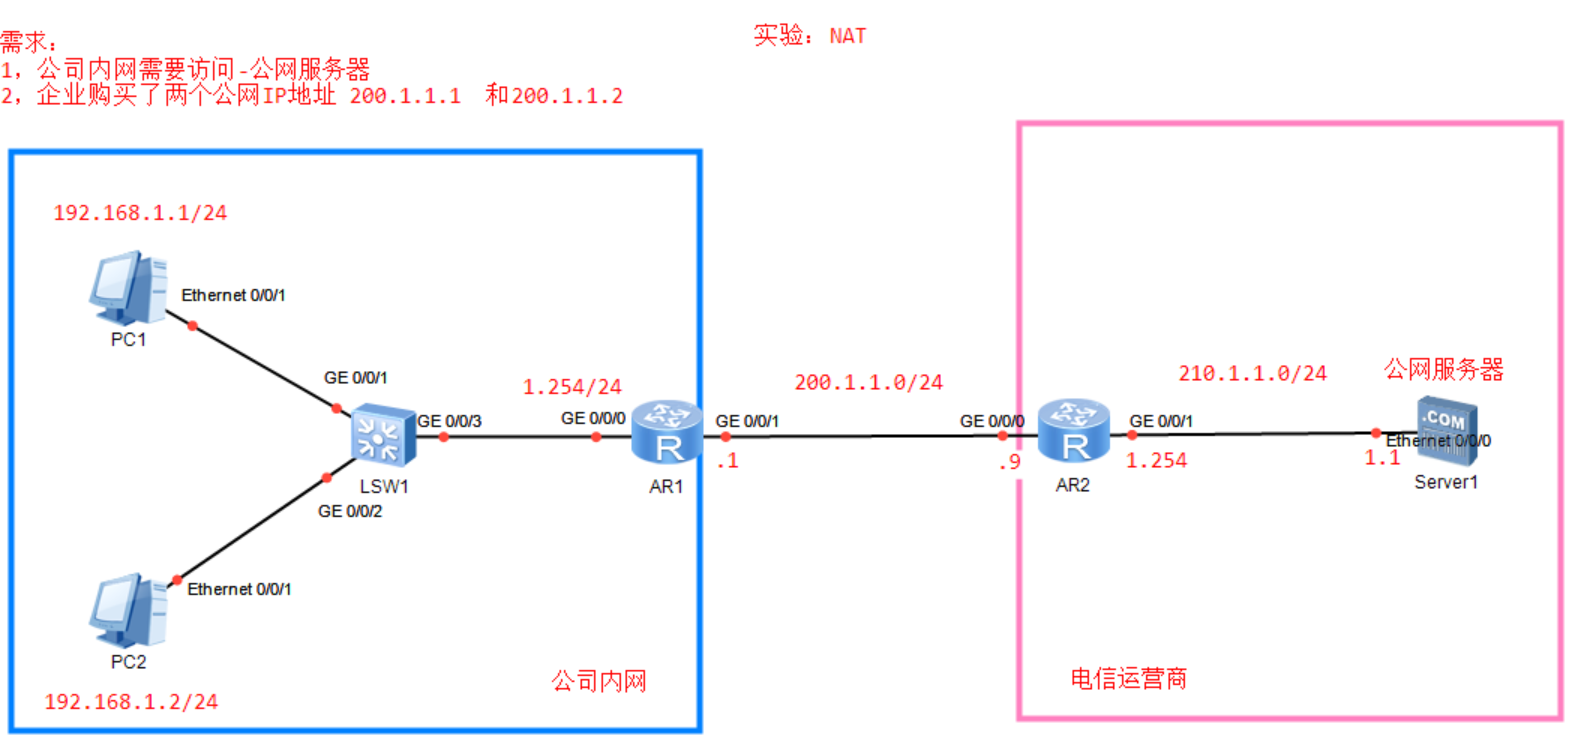 实验：NAT
需求：
1，公司内网需要访问-公网服务器
2，企业购买了两个公网IP地址 200.1.1.1 和200.1.1.2
192.168.1.1/24
Ethernet 0/0/1
PC1
GE 0/0/1
GE 0/0/3
LSW1
GE 0/0/2
Ethernet 0/0/1
PC2
192.168.1.2/24
1.254/24
GE 0/0/0
AR1
GE 0/0/1
.1
公司内网
200.1.1.0/24
GE 0/0/0
.9
AR2
GE 0/0/1
1.254
210.1.1.0/24
公网服务器
.COM
Ethernet 0/0/0
1.1
Server1
电信运营商
R
R